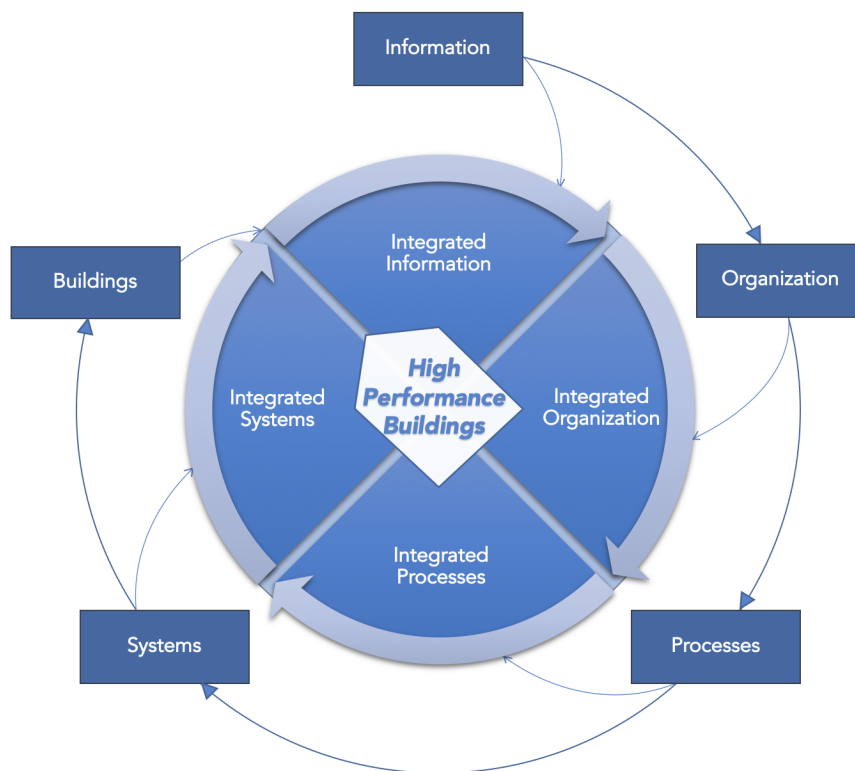 Information
Integrated
Information
Buildings
Organization
High
Performance
Buildings
Integrated
Systems
Integrated
Organization
Integrated
Processes
Systems
Processes